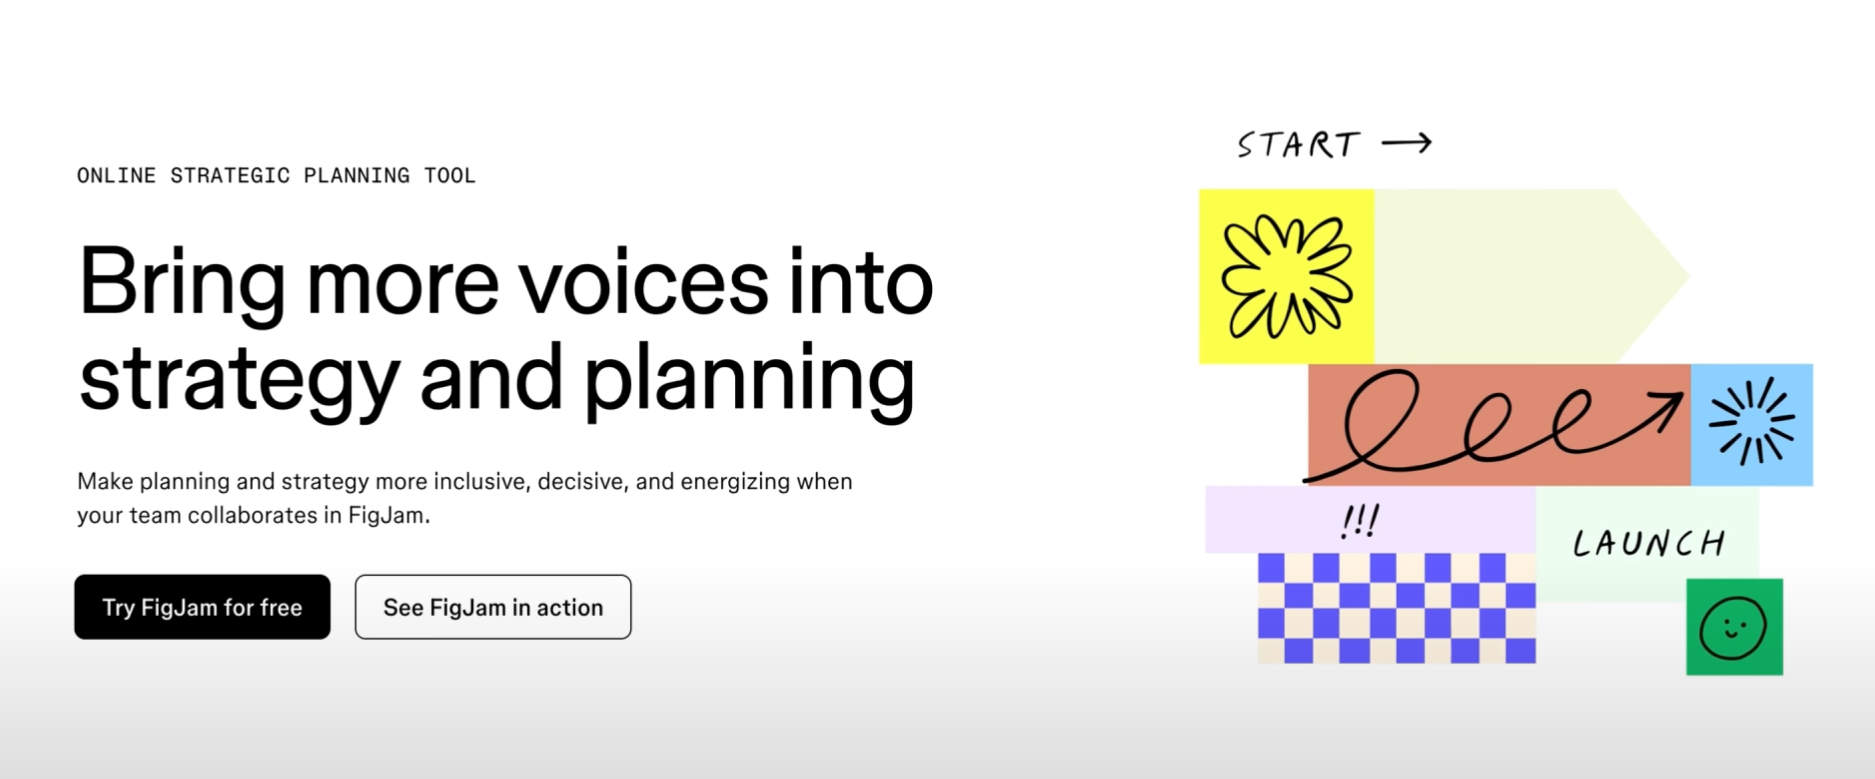 ONLINE STRATEGIC PLANNING TOOL
Bring more voices into
strategy and planning
Make planning and strategy more inclusive, decisive, and energizing when
your team collaborates in FigJam.
Try FigJam for free
See FigJam in action
START →
!!!
LAUNCH